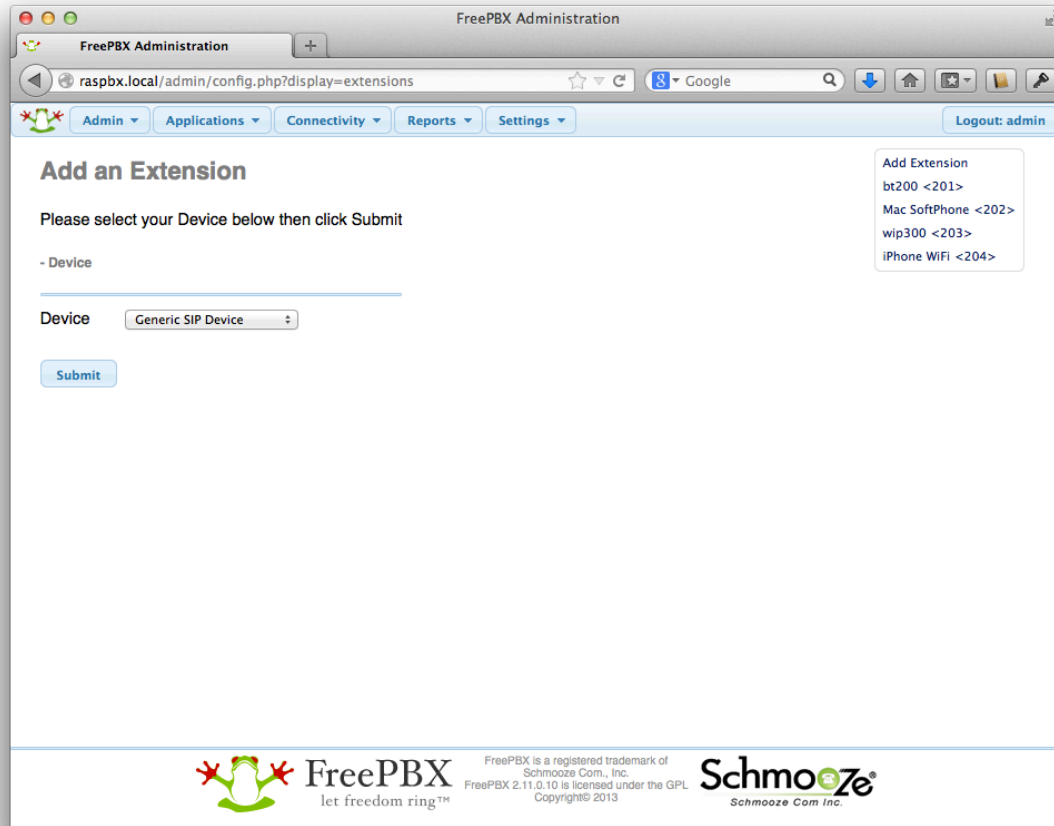 FreePBX Administration
FreePBX Administration
raspbx.local/admin/config.php?display=extensions
Google
Admin
Applications
Connectivity
Reports
Settings
Logout: admin
Add an Extension
Add Extension
bt200 <201>
Mac SoftPhone <202>
wip300 <203>
iPhone WiFi <204>
Please select your Device below then click Submit
- Device
Device
Generic SIP Device
Submit
FreePBX
let freedom ring™
FreePBX is a registered trademark of
Schmooze Com., Inc.
FreePBX 2.11.0.10 is licensed under the GPL
Copyright© 2013
Schmooze®
Schmooze Com Inc.